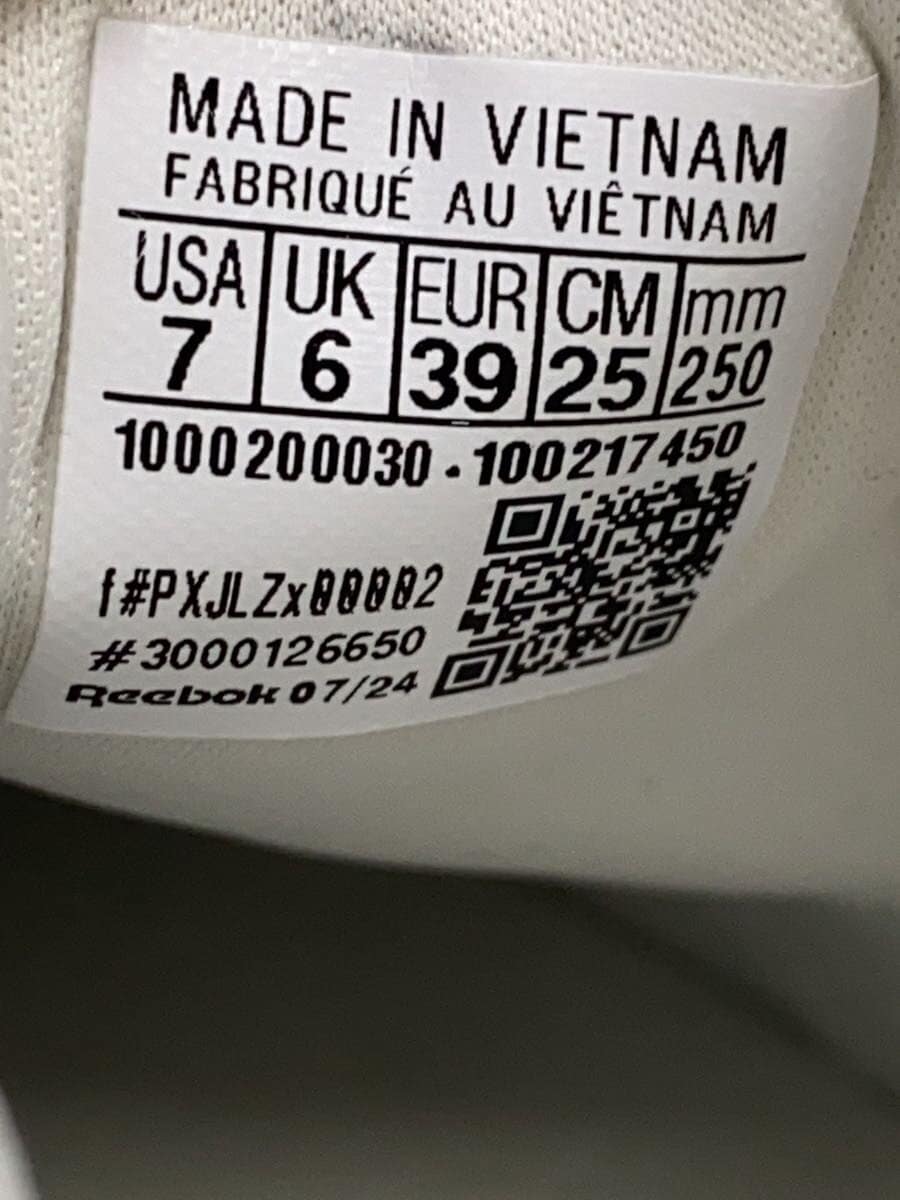 MADE IN VIETNAM
FABRIQUÉ AU VIÊTNAM
USA UK EUR CM mm
7 6 39 25 250
1000200030 • 100217450
f#PXJLZx00002
#3000126650
Reebok 07/24